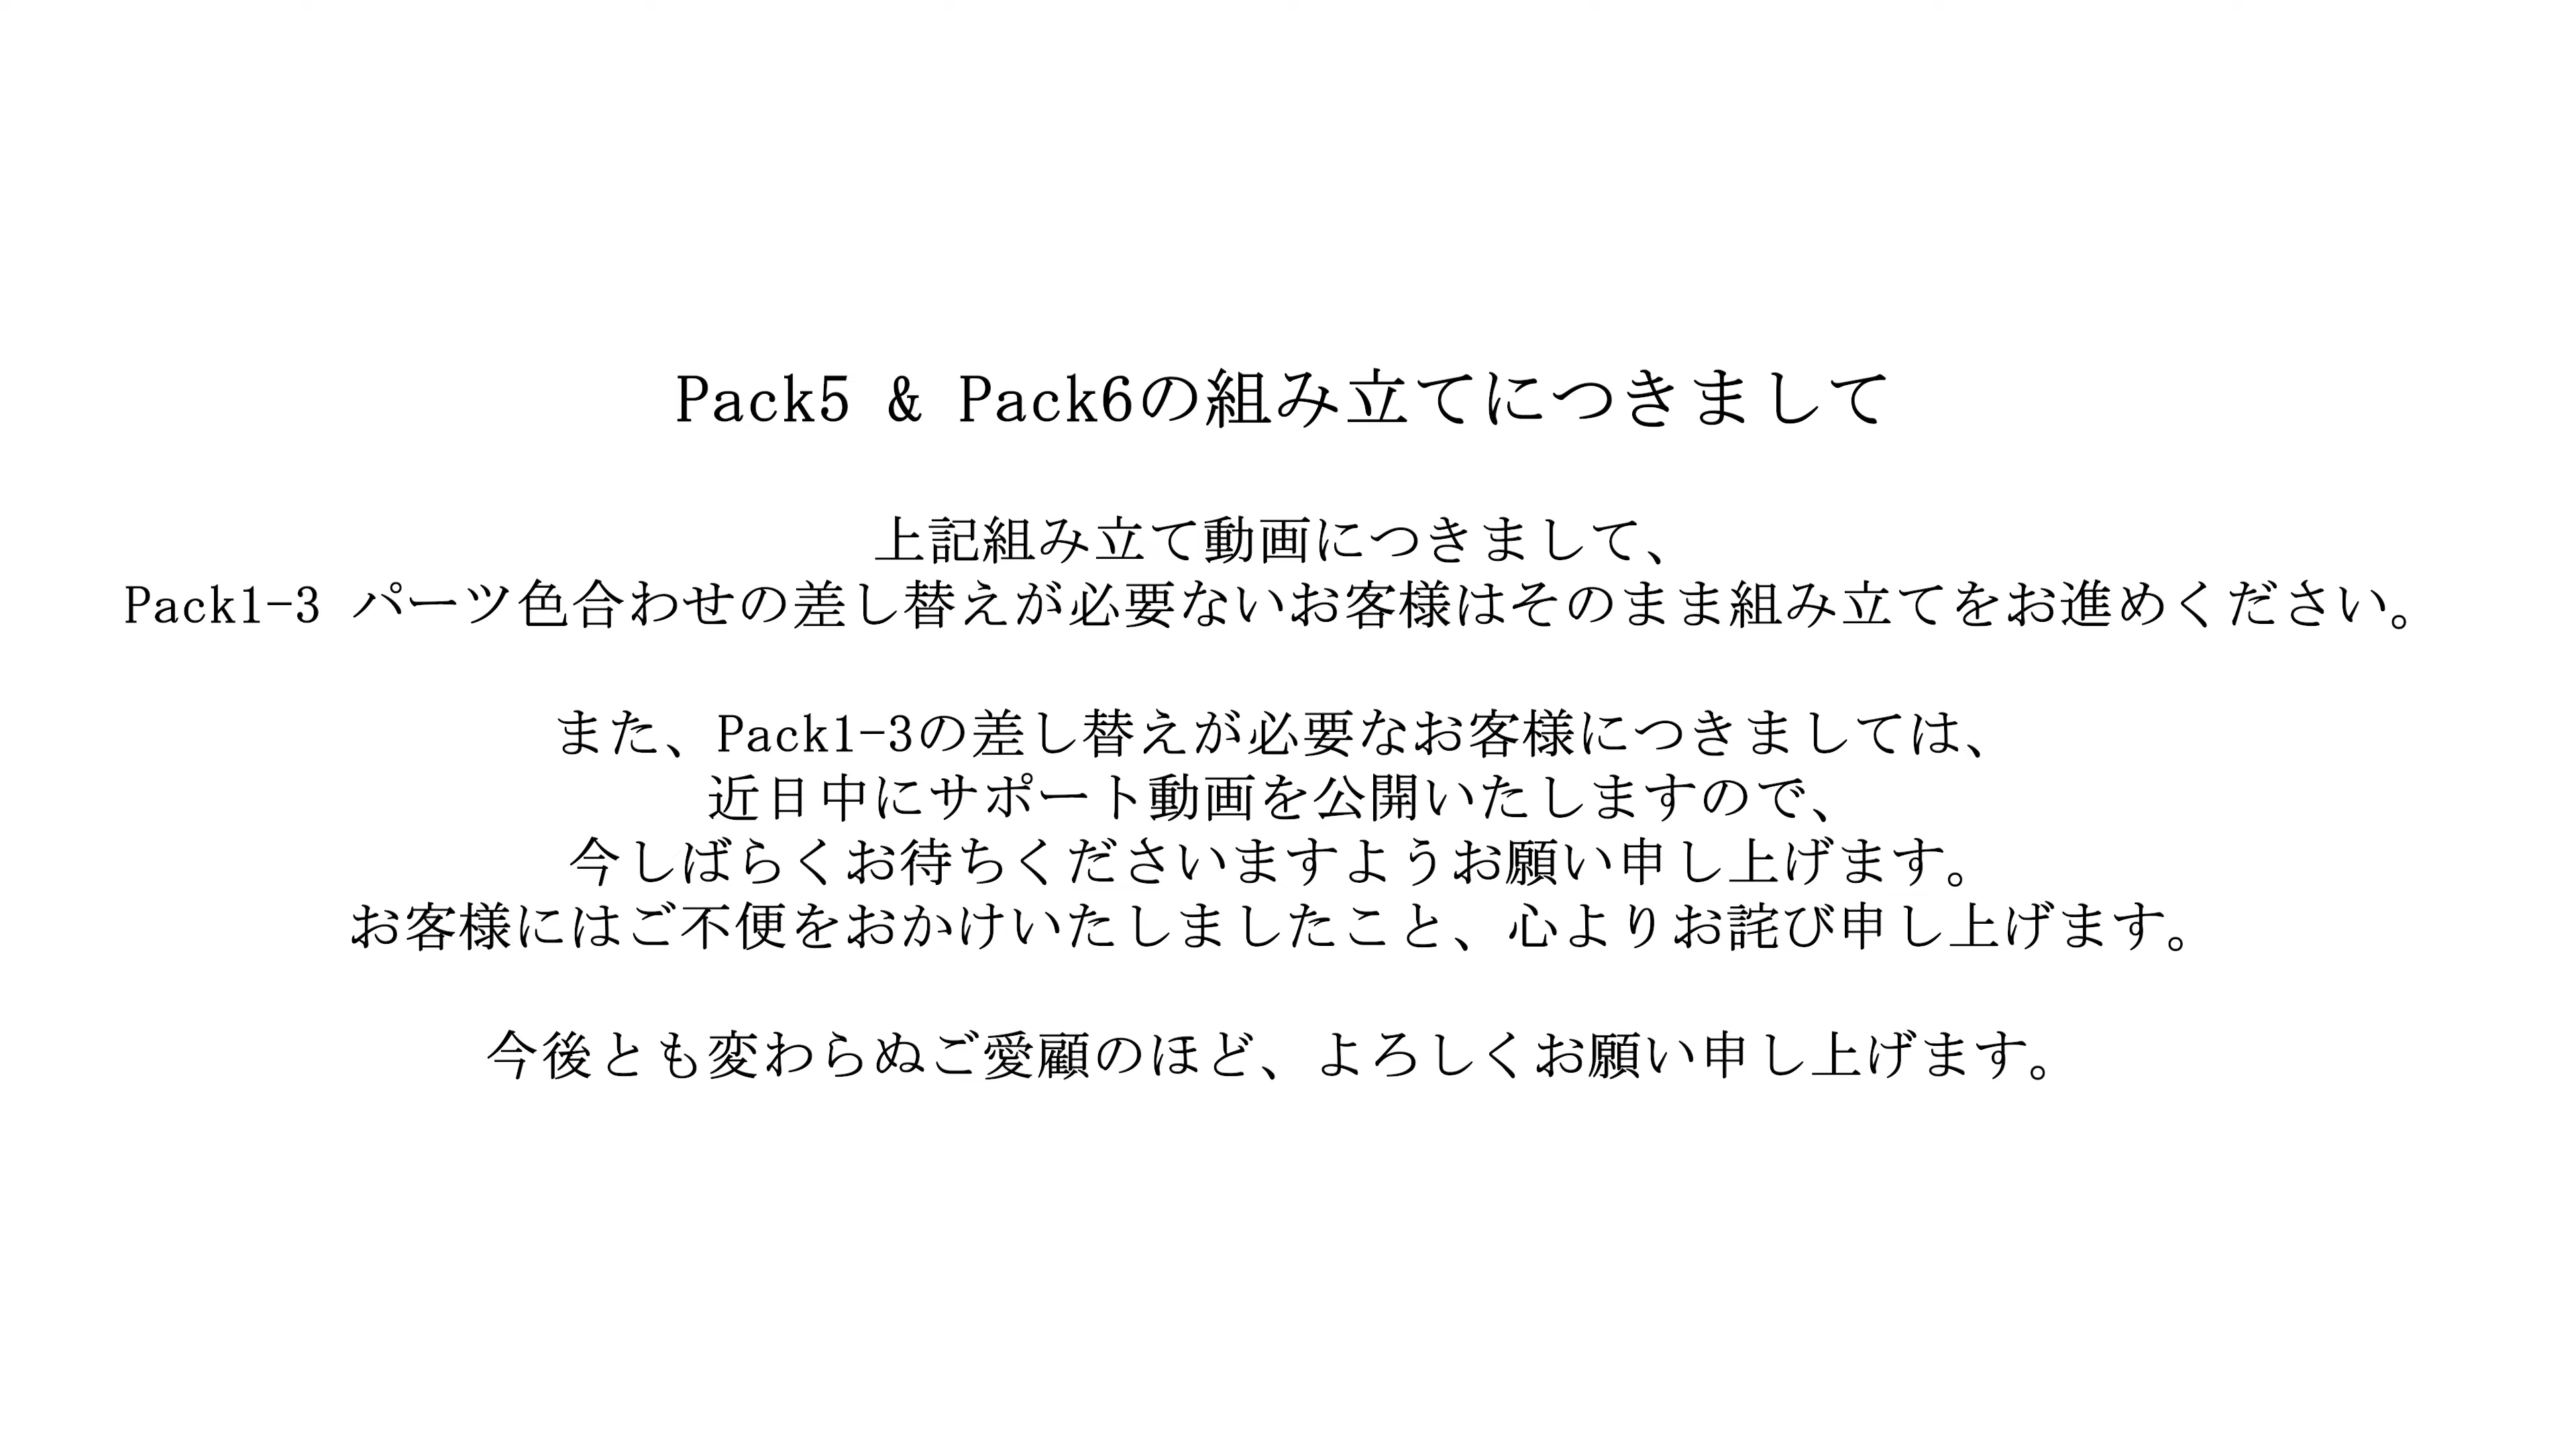 Pack5 & Pack6の組み立てにつきまして
上記組み立て動画につきまして、
Pack1-3 パーツ色合わせの差し替えが必要ないお客様はそのまま組み立てをお進めください。
また、Pack1-3の差し替えが必要なお客様につきましては、
近日中にサポート動画を公開いたしますので、
今しばらくお待ちくださいますようお願い申し上げます。
お客様にはご不便をおかけいたしましたこと、心よりお詫び申し上げます。
今後とも変わらぬご愛顧のほど、よろしくお願い申し上げます。